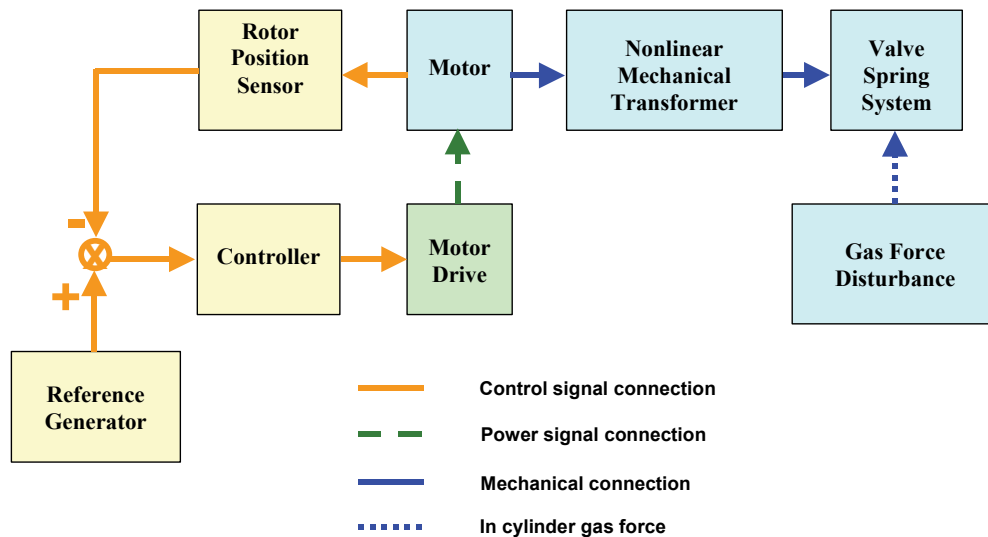 Rotor
Position
Sensor
Motor
Nonlinear
Mechanical
Transformer
Valve
Spring
System
-
+
Controller
Motor
Drive
Gas Force
Disturbance
Reference
Generator
Control signal connection
Power signal connection
Mechanical connection
In cylinder gas force